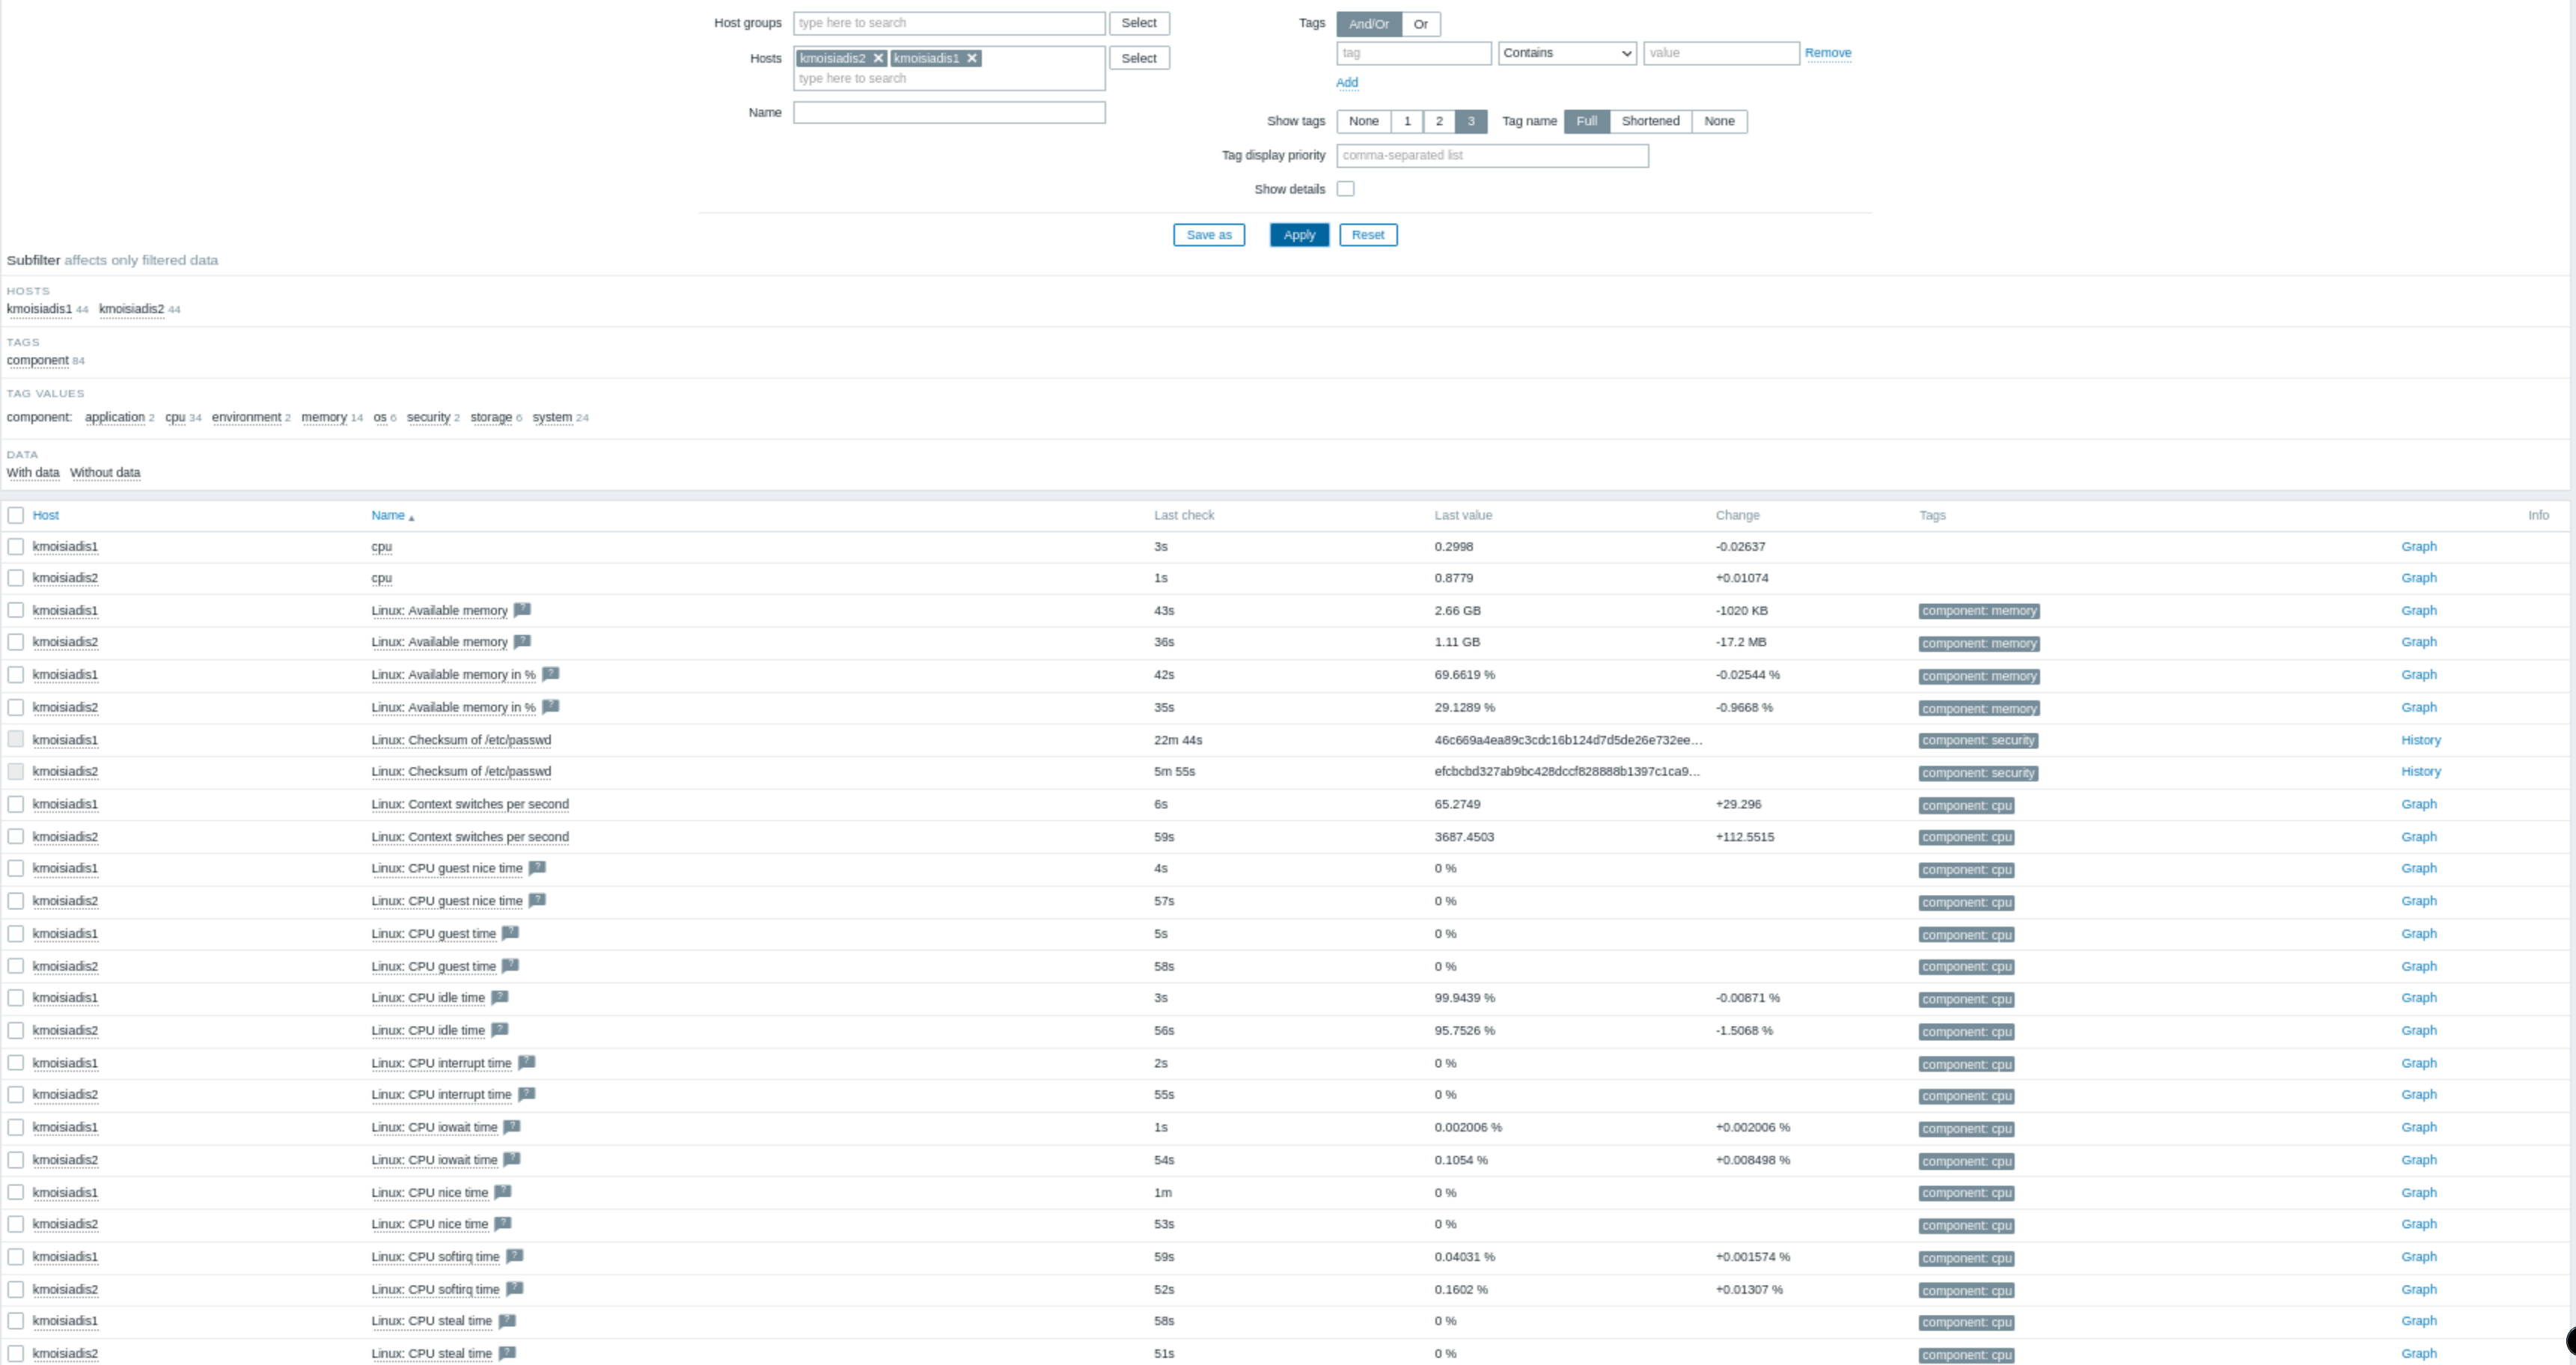 Host groups type here to search Select Tags And/Or Or
Hosts kmoisiadis2 kmoisiadis1 Select tag Contains value Remove
type here to search
Add
Name
Show tags None 1 2 3 Tag name Full Shortened None
Tag display priority comma-separated list
Show details
Save as Apply Reset
Subfilter affects only filtered data
HOSTS
kmoisiadis1 44 kmoisiadis2 44
TAGS
component 84
TAG VALUES
component: application 2 cpu 34 environment 2 memory 14 os 6 security 2 storage 6 system 24
DATA
With data Without data
Host Name Last check Last value Change Tags Info
kmoisiadis1 cpu 3s 0.2998 -0.02637 Graph
kmoisiadis2 cpu 1s 0.8779 +0.01074 Graph
kmoisiadis1 Linux: Available memory ? 43s 2.66 GB -1020 KB component: memory Graph
kmoisiadis2 Linux: Available memory ? 36s 1.11 GB -17.2 MB component: memory Graph
kmoisiadis1 Linux: Available memory in % ? 42s 69.6619 % -0.02544 % component: memory Graph
kmoisiadis2 Linux: Available memory in % ? 35s 29.1289 % -0.9668 % component: memory Graph
kmoisiadis1 Linux: Checksum of /etc/passwd 22m 44s 46c669a4ea89c3cdc16b124d7d5de26e732ee... component: security History
kmoisiadis2 Linux: Checksum of /etc/passwd 5m 55s efcbcbd327ab9bc428dccf828888b1397c1ca9... component: security History
kmoisiadis1 Linux: Context switches per second 6s 65.2749 +29.296 component: cpu Graph
kmoisiadis2 Linux: Context switches per second 59s 3687.4503 +112.5515 component: cpu Graph
kmoisiadis1 Linux: CPU guest nice time ? 4s 0 % component: cpu Graph
kmoisiadis2 Linux: CPU guest nice time ? 57s 0 % component: cpu Graph
kmoisiadis1 Linux: CPU guest time ? 5s 0 % component: cpu Graph
kmoisiadis2 Linux: CPU guest time ? 58s 0 % component: cpu Graph
kmoisiadis1 Linux: CPU idle time ? 3s 99.9439 % -0.00871 % component: cpu Graph
kmoisiadis2 Linux: CPU idle time ? 56s 95.7526 % -1.5068 % component: cpu Graph
kmoisiadis1 Linux: CPU interrupt time ? 2s 0 % component: cpu Graph
kmoisiadis2 Linux: CPU interrupt time ? 55s 0 % component: cpu Graph
kmoisiadis1 Linux: CPU iowait time ? 1s 0.002006 % +0.002006 % component: cpu Graph
kmoisiadis2 Linux: CPU iowait time ? 54s 0.1054 % +0.008498 % component: cpu Graph
kmoisiadis1 Linux: CPU nice time ? 1m 0 % component: cpu Graph
kmoisiadis2 Linux: CPU nice time ? 53s 0 % component: cpu Graph
kmoisiadis1 Linux: CPU softirq time ? 59s 0.04031 % +0.001574 % component: cpu Graph
kmoisiadis2 Linux: CPU softirq time ? 52s 0.1602 % +0.01307 % component: cpu Graph
kmoisiadis1 Linux: CPU steal time ? 58s 0 % component: cpu Graph
kmoisiadis2 Linux: CPU steal time ? 51s 0 % component: cpu Graph